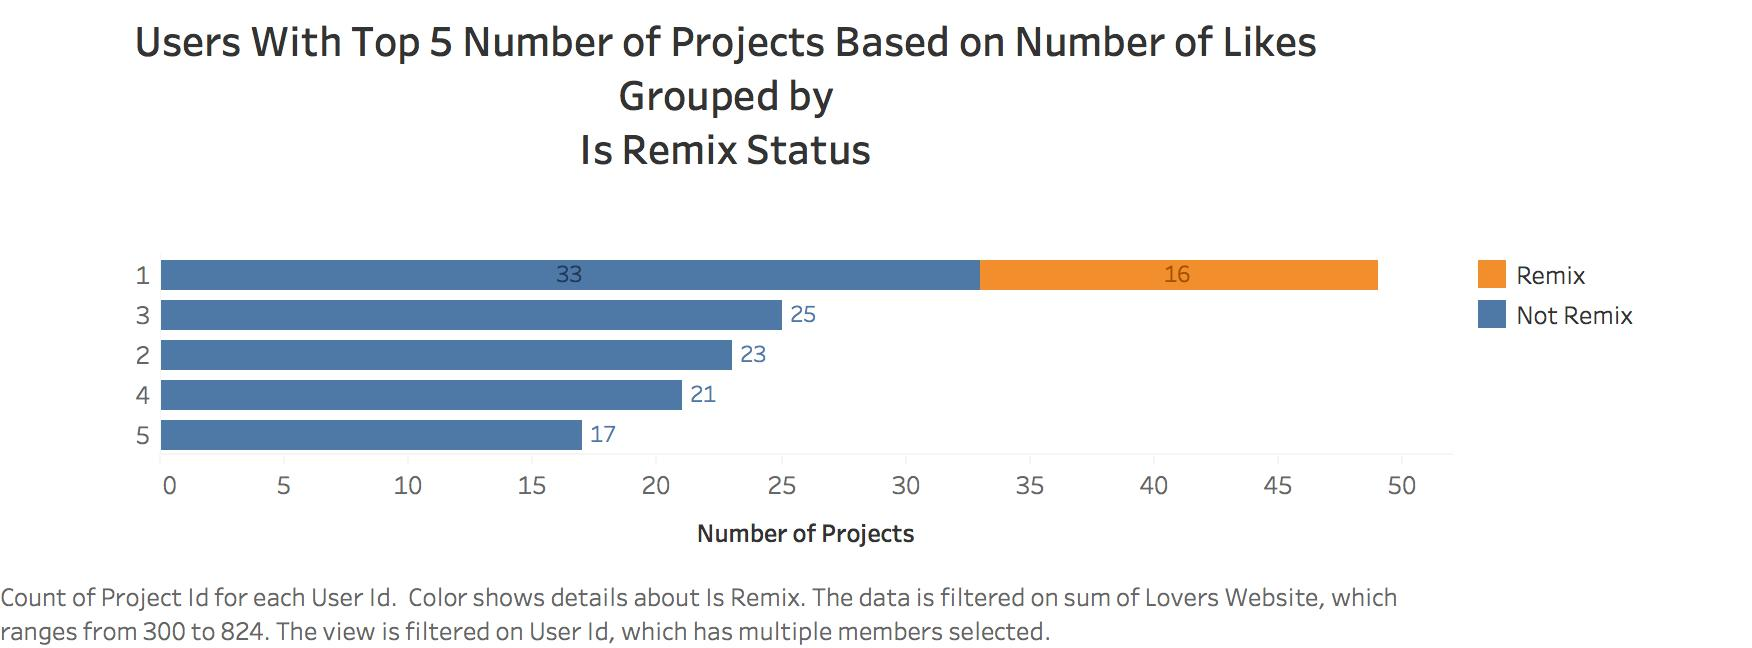 Users With Top 5 Number of Projects Based on Number of Likes
Grouped by
Is Remix Status
1 33 16
3 25
2 23
4 21
5 17
Remix
Not Remix
0 5 10 15 20 25 30 35 40 45 50
Number of Projects
Count of Project Id for each User Id.  Color shows details about Is Remix. The data is filtered on sum of Lovers Website, which
ranges from 300 to 824. The view is filtered on User Id, which has multiple members selected.